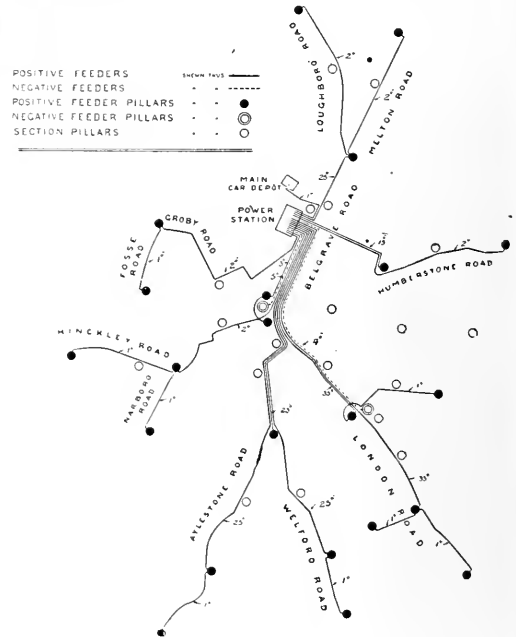 POSITIVE FEEDERS SHEWN THUS
NEGATIVE FEEDERS " "
POSITIVE FEEDER PILLARS " "
NEGATIVE FEEDER PILLARS " "
SECTION PILLARS " "
LOUGHBORO ROAD
MELTON ROAD
MAIN
CAR DEPÔT
POWER
STATION
BELGRAVE ROAD
GROBY ROAD
FOSSE
ROAD
HUMBERSTONE ROAD
HINCKLEY ROAD
NARBORO
ROAD
LONDON
ROAD
AYLESTONE ROAD
WELFORD ROAD